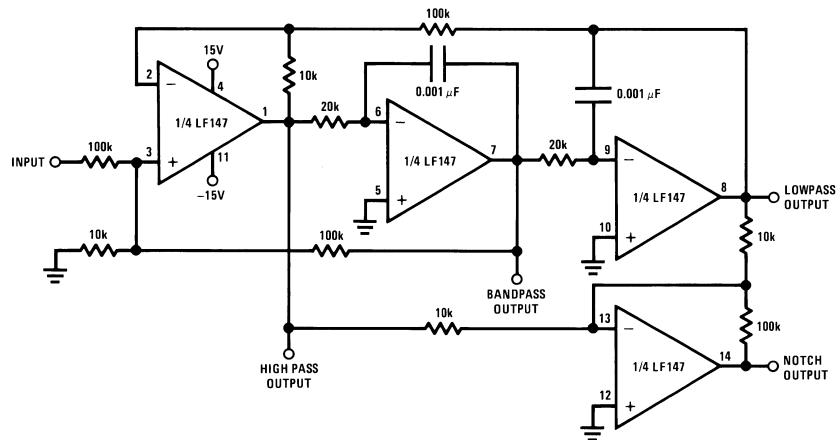 100k
15V
2
4
10k
0.001 µF
0.001 µF
1/4 LF147
1
20k
6
100k
INPUT
3
11
–15V
1/4 LF147
7
20k
9
5
1/4 LF147
8
LOWPASS
OUTPUT
10k
100k
10
10k
BANDPASS
OUTPUT
10k
13
100k
HIGH PASS
OUTPUT
1/4 LF147
14
NOTCH
OUTPUT
12